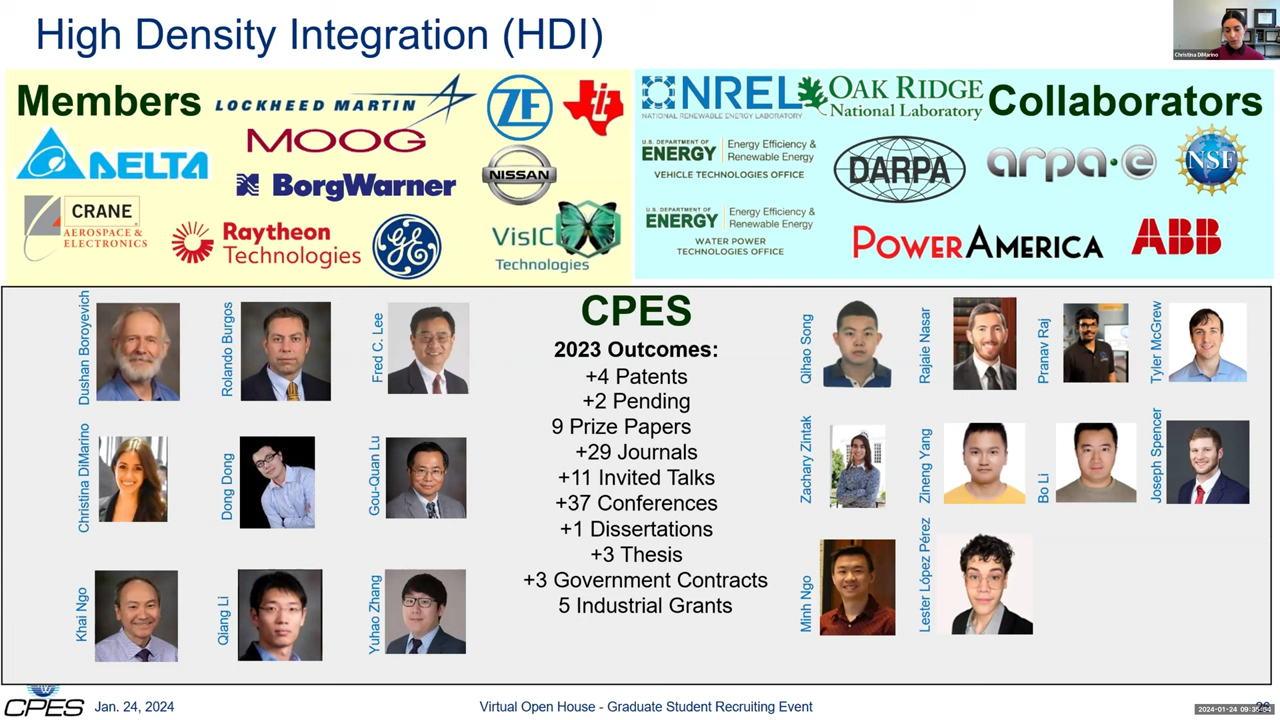 High Density Integration (HDI)
Christina DiMarino
Members
LOCKHEED MARTIN
ZF
DELTA
MOOG
BorgWarner
NISSAN
CRANE
AEROSPACE & ELECTRONICS
Raytheon Technologies
GE
VisIC Technologies
NREL
NATIONAL RENEWABLE ENERGY LABORATORY
OAK RIDGE
National Laboratory
Collaborators
U.S. DEPARTMENT OF
ENERGY
Energy Efficiency &
Renewable Energy
VEHICLE TECHNOLOGIES OFFICE
DARPA
arpa·e
NSF
U.S. DEPARTMENT OF
ENERGY
Energy Efficiency &
Renewable Energy
WATER POWER
TECHNOLOGIES OFFICE
POWERAMERICA
ABB
Dushan Boroyevich
Rolando Burgos
Fred C. Lee
Christina DiMarino
Dong Dong
Gou-Quan Lu
Khai Ngo
Qiang Li
Yuhao Zhang
CPES
2023 Outcomes:
+4 Patents
+2 Pending
9 Prize Papers
+29 Journals
+11 Invited Talks
+37 Conferences
+1 Dissertations
+3 Thesis
+3 Government Contracts
5 Industrial Grants
Qihao Song
Rajaie Nasar
Pranav Raj
Tyler McGrew
Zachary Zintak
Zineng Yang
Bo Li
Joseph Spencer
Minh Ngo
Lester López Pérez
CPES
Jan. 24, 2024
Virtual Open House - Graduate Student Recruiting Event